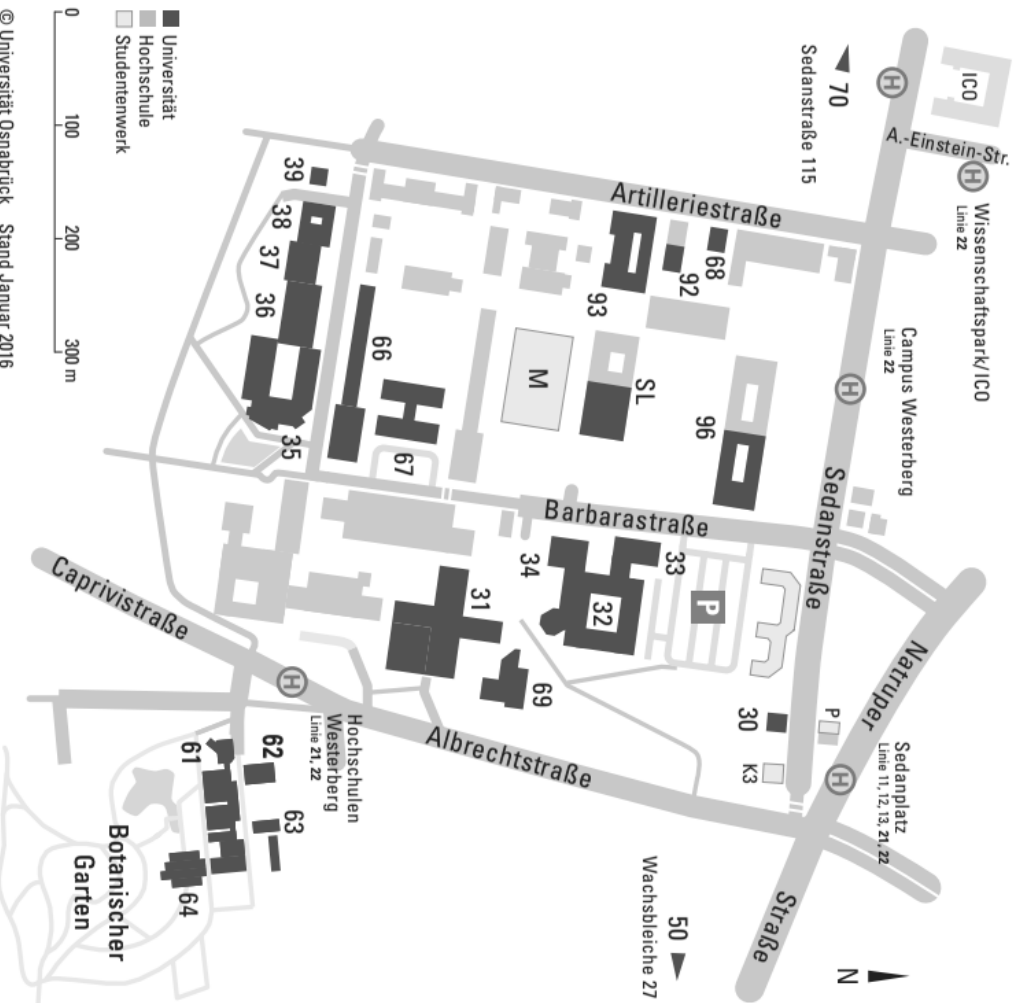 ICO
H
A.-Einstein-Str.
H
Wissenschaftspark/ICO
Linie 22
70
Sedanstraße 115
Artilleriestraße
68
92
93
Campus Westerberg
Linie 22
H
Sedanstraße
96
SL
M
39
38
37
36
35
66
67
Barbarastraße
34
33
32
P
31
69
30
P
K3
Natruper
Straße
H
Sedanplatz
Linie 11, 12, 13, 21, 22
Caprivistraße
H
Hochschulen
Westerberg
Linie 21, 22
Albrechtstraße
61
62
63
64
Botanischer
Garten
50
Wachsbleiche 27
N
Universität
Hochschule
Studentenwerk
0
100
200
300 m
© Universität Osnabrück Stand Januar 2016